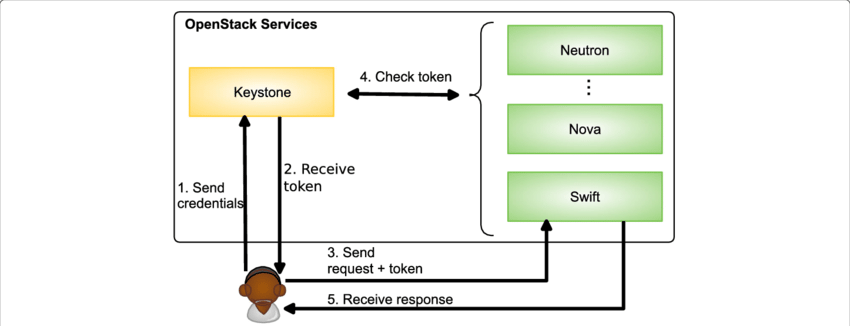 OpenStack Services
Neutron
4. Check token
Keystone
⋮
Nova
2. Receive
token
1. Send
credentials
Swift
3. Send
request + token
5. Receive response